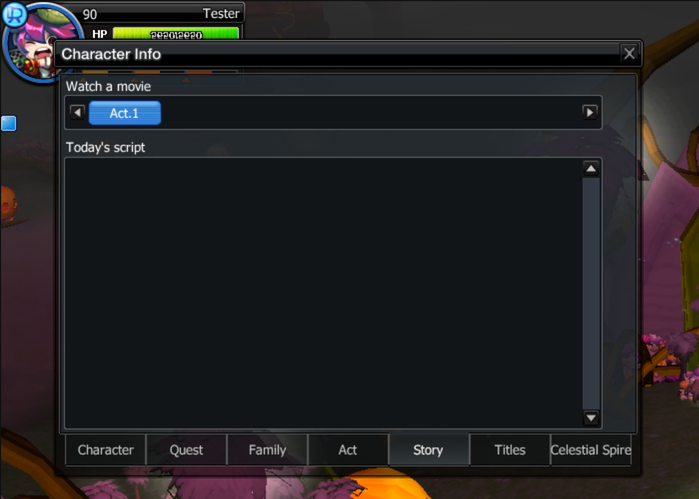 90 Tester
HP
Character Info
Watch a movie
Act.1
Today's script
Character Quest Family Act Story Titles Celestial Spire